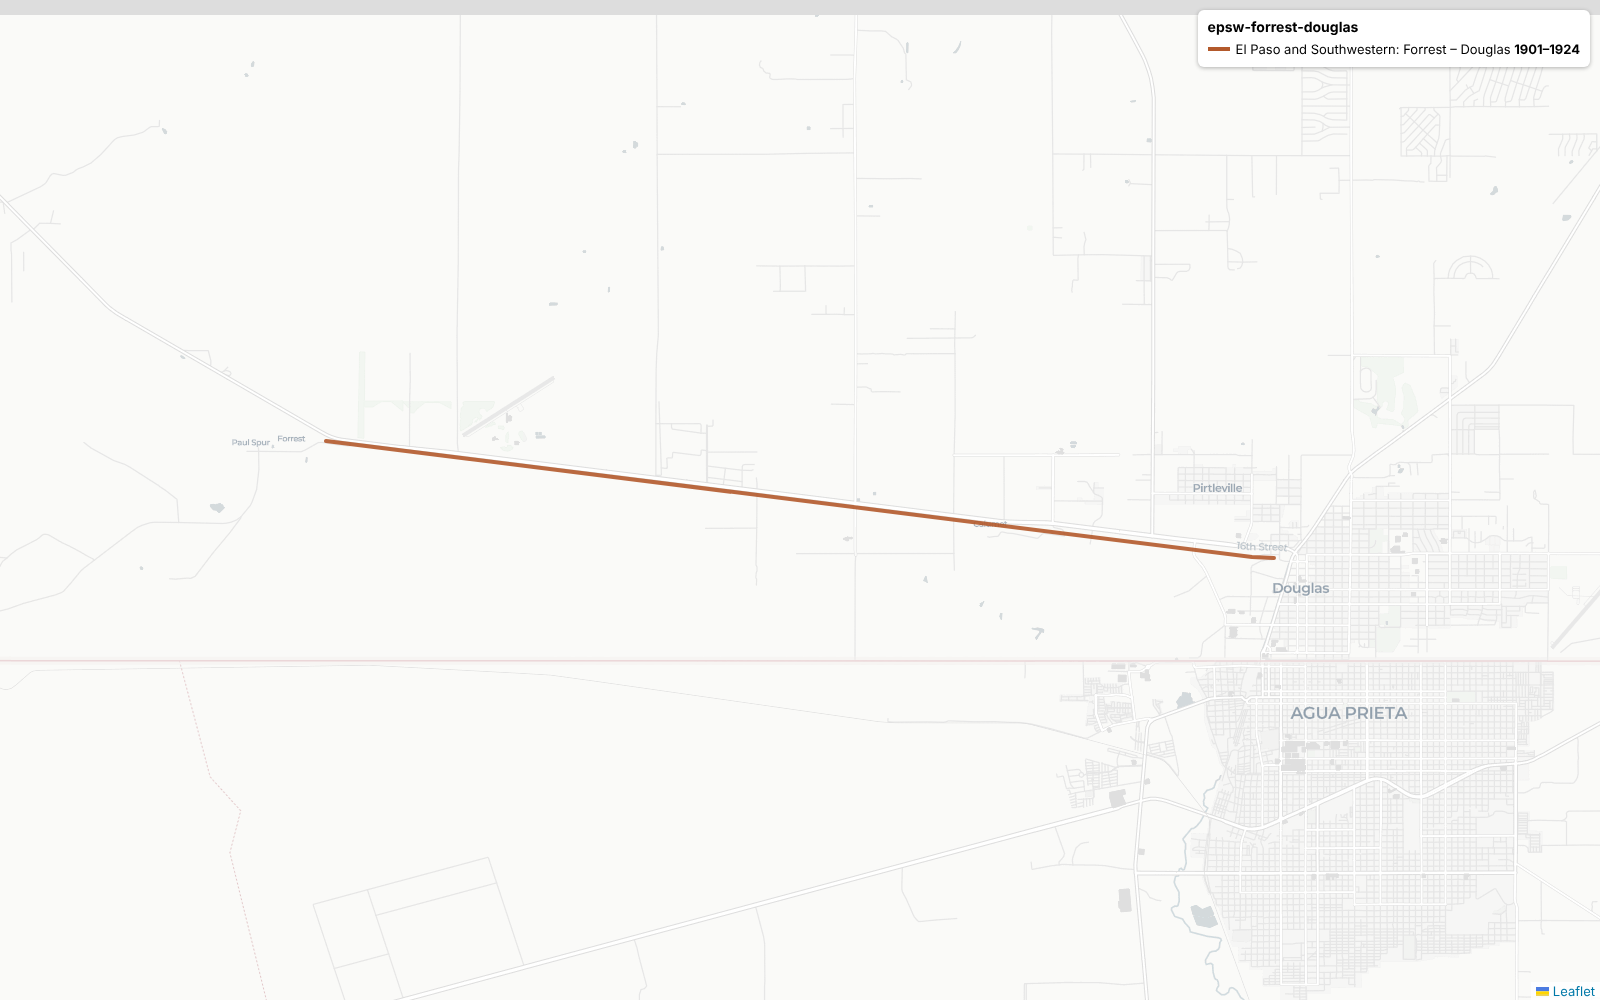 epsw-forrest-douglas
El Paso and Southwestern: Forrest – Douglas 1901–1924
Paul Spur
Forrest
Pirtleville
16th Street
Douglas
AGUA PRIETA
Leaflet